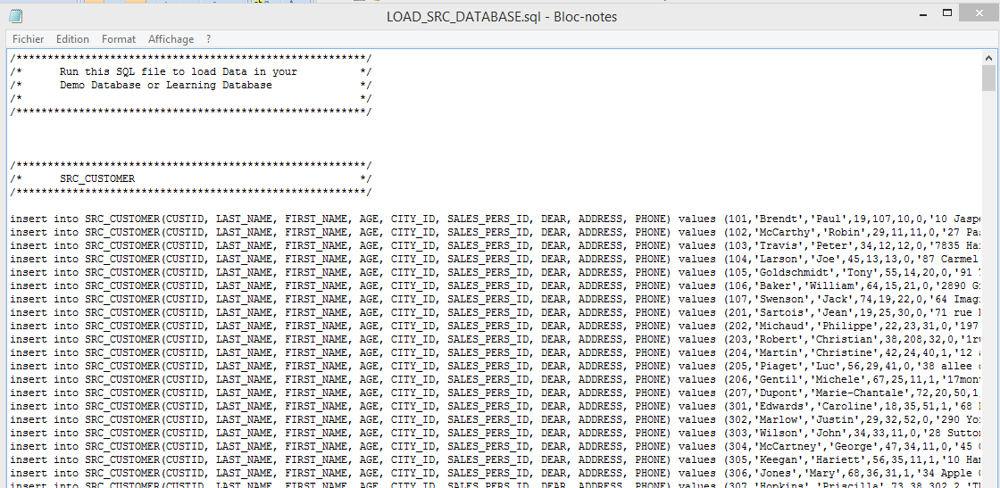 LOAD_SRC_DATABASE.sql - Bloc-notes
Fichier Edition Format Affichage ?
/********************************************************/
/* Run this SQL file to load Data in your */
/* Demo Database or Learning Database */
/* */
/********************************************************/
/********************************************************/
/* SRC_CUSTOMER */
/********************************************************/
insert into SRC_CUSTOMER(CUSTID, LAST_NAME, FIRST_NAME, AGE, CITY_ID, SALES_PERS_ID, DEAR, ADDRESS, PHONE) values (101,'Brendt','Paul',19,107,10,0,'10 Jaspe
insert into SRC_CUSTOMER(CUSTID, LAST_NAME, FIRST_NAME, AGE, CITY_ID, SALES_PERS_ID, DEAR, ADDRESS, PHONE) values (102,'McCarthy','Robin',29,11,11,0,'27 Pas
insert into SRC_CUSTOMER(CUSTID, LAST_NAME, FIRST_NAME, AGE, CITY_ID, SALES_PERS_ID, DEAR, ADDRESS, PHONE) values (103,'Travis','Peter',34,12,12,0,'7835 Har
insert into SRC_CUSTOMER(CUSTID, LAST_NAME, FIRST_NAME, AGE, CITY_ID, SALES_PERS_ID, DEAR, ADDRESS, PHONE) values (104,'Larson','Joe',45,13,13,0,'87 Carmel
insert into SRC_CUSTOMER(CUSTID, LAST_NAME, FIRST_NAME, AGE, CITY_ID, SALES_PERS_ID, DEAR, ADDRESS, PHONE) values (105,'Goldschmidt','Tony',55,14,20,0,'91
insert into SRC_CUSTOMER(CUSTID, LAST_NAME, FIRST_NAME, AGE, CITY_ID, SALES_PERS_ID, DEAR, ADDRESS, PHONE) values (106,'Baker','William',64,15,21,0,'2890
insert into SRC_CUSTOMER(CUSTID, LAST_NAME, FIRST_NAME, AGE, CITY_ID, SALES_PERS_ID, DEAR, ADDRESS, PHONE) values (107,'Swenson','Jack',74,19,22,0,'64 Imag
insert into SRC_CUSTOMER(CUSTID, LAST_NAME, FIRST_NAME, AGE, CITY_ID, SALES_PERS_ID, DEAR, ADDRESS, PHONE) values (201,'Sartois','Jean',19,25,30,0,'71 rue
insert into SRC_CUSTOMER(CUSTID, LAST_NAME, FIRST_NAME, AGE, CITY_ID, SALES_PERS_ID, DEAR, ADDRESS, PHONE) values (202,'Michaud','Philippe',22,23,31,0,'197
insert into SRC_CUSTOMER(CUSTID, LAST_NAME, FIRST_NAME, AGE, CITY_ID, SALES_PERS_ID, DEAR, ADDRESS, PHONE) values (203,'Robert','Christian',38,208,32,0,'1ru
insert into SRC_CUSTOMER(CUSTID, LAST_NAME, FIRST_NAME, AGE, CITY_ID, SALES_PERS_ID, DEAR, ADDRESS, PHONE) values (204,'Martin','Christine',42,24,40,1,'12 a
insert into SRC_CUSTOMER(CUSTID, LAST_NAME, FIRST_NAME, AGE, CITY_ID, SALES_PERS_ID, DEAR, ADDRESS, PHONE) values (205,'Piaget','Luc',56,29,41,0,'38 allee
insert into SRC_CUSTOMER(CUSTID, LAST_NAME, FIRST_NAME, AGE, CITY_ID, SALES_PERS_ID, DEAR, ADDRESS, PHONE) values (206,'Gentil','Michele',67,25,11,1,'17mon
insert into SRC_CUSTOMER(CUSTID, LAST_NAME, FIRST_NAME, AGE, CITY_ID, SALES_PERS_ID, DEAR, ADDRESS, PHONE) values (207,'Dupont','Marie-Chantale',72,20,50,1
insert into SRC_CUSTOMER(CUSTID, LAST_NAME, FIRST_NAME, AGE, CITY_ID, SALES_PERS_ID, DEAR, ADDRESS, PHONE) values (301,'Edwards','Caroline',18,35,51,1,'68
insert into SRC_CUSTOMER(CUSTID, LAST_NAME, FIRST_NAME, AGE, CITY_ID, SALES_PERS_ID, DEAR, ADDRESS, PHONE) values (302,'Marlow','Justin',29,32,52,0,'290 Yo
insert into SRC_CUSTOMER(CUSTID, LAST_NAME, FIRST_NAME, AGE, CITY_ID, SALES_PERS_ID, DEAR, ADDRESS, PHONE) values (303,'Wilson','John',34,33,11,0,'28 Sutto
insert into SRC_CUSTOMER(CUSTID, LAST_NAME, FIRST_NAME, AGE, CITY_ID, SALES_PERS_ID, DEAR, ADDRESS, PHONE) values (304,'McCartney','George',47,34,11,0,'45
insert into SRC_CUSTOMER(CUSTID, LAST_NAME, FIRST_NAME, AGE, CITY_ID, SALES_PERS_ID, DEAR, ADDRESS, PHONE) values (305,'Keegan','Hariett',56,35,11,1,'10 Har
insert into SRC_CUSTOMER(CUSTID, LAST_NAME, FIRST_NAME, AGE, CITY_ID, SALES_PERS_ID, DEAR, ADDRESS, PHONE) values (306,'Jones','Mary',68,36,31,1,'34 Apple
insert into SRC_CUSTOMER(CUSTID, LAST_NAME, FIRST_NAME, AGE, CITY_ID, SALES_PERS_ID, DEAR, ADDRESS, PHONE) values (307,'Hopkins','Priscilla',73,38,302,2,